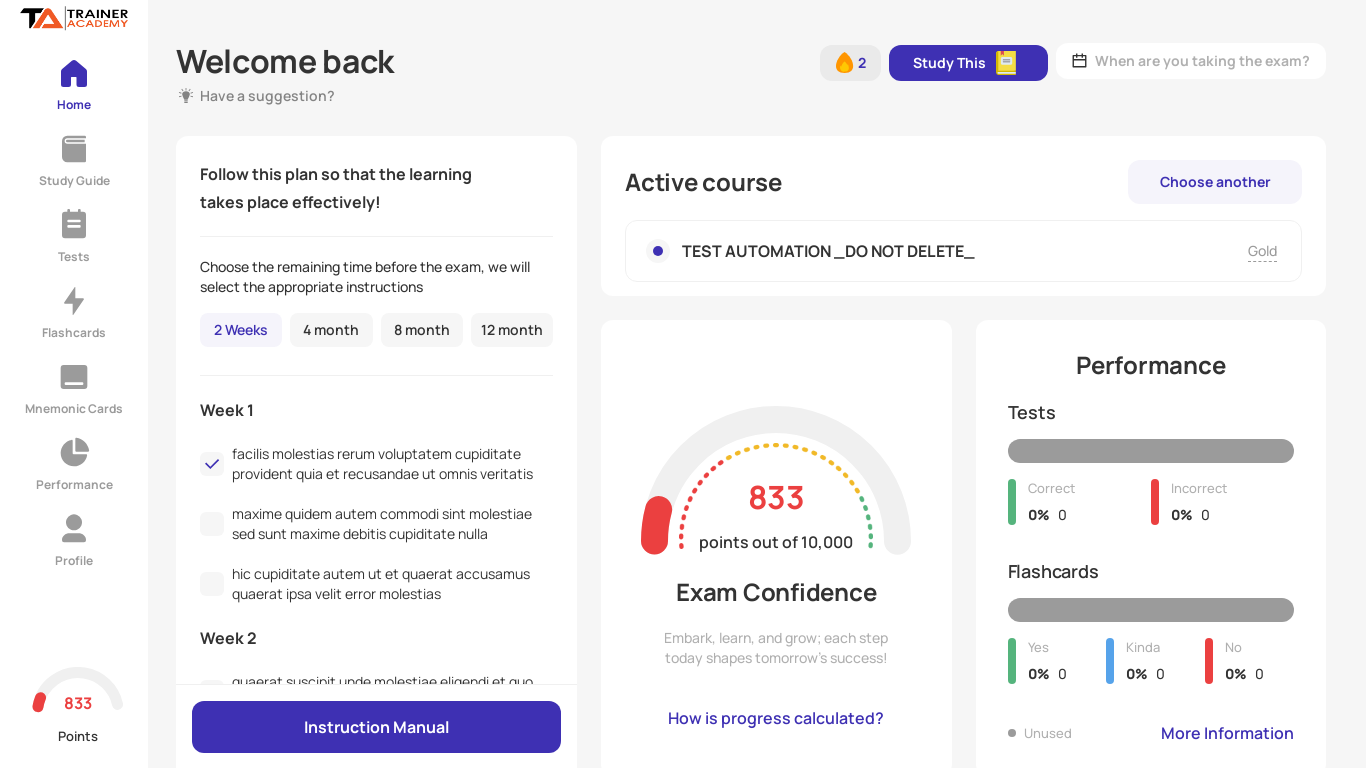 TA TRAINER
ACADEMY
Home
Study Guide
Tests
Flashcards
Mnemonic Cards
Performance
Profile
833
Points
Welcome back
Have a suggestion?
2
Study This
When are you taking the exam?
Follow this plan so that the learning
takes place effectively!
Choose the remaining time before the exam, we will
select the appropriate instructions
2 Weeks
4 month
8 month
12 month
Week 1
facilis molestias rerum voluptatem cupiditate
provident quia et recusandae ut omnis veritatis
maxime quidem autem commodi sint molestiae
sed sunt maxime debitis cupiditate nulla
hic cupiditate autem ut et quaerat accusamus
quaerat ipsa velit error molestias
Week 2
quaerat suscipit unde molestiae eligendi et quo
Instruction Manual
Active course
Choose another
TEST AUTOMATION _DO NOT DELETE_
Gold
833
points out of 10,000
Exam Confidence
Embark, learn, and grow; each step
today shapes tomorrow's success!
How is progress calculated?
Performance
Tests
Correct
0% 0
Incorrect
0% 0
Flashcards
Yes
0% 0
Kinda
0% 0
No
0% 0
Unused
More Information